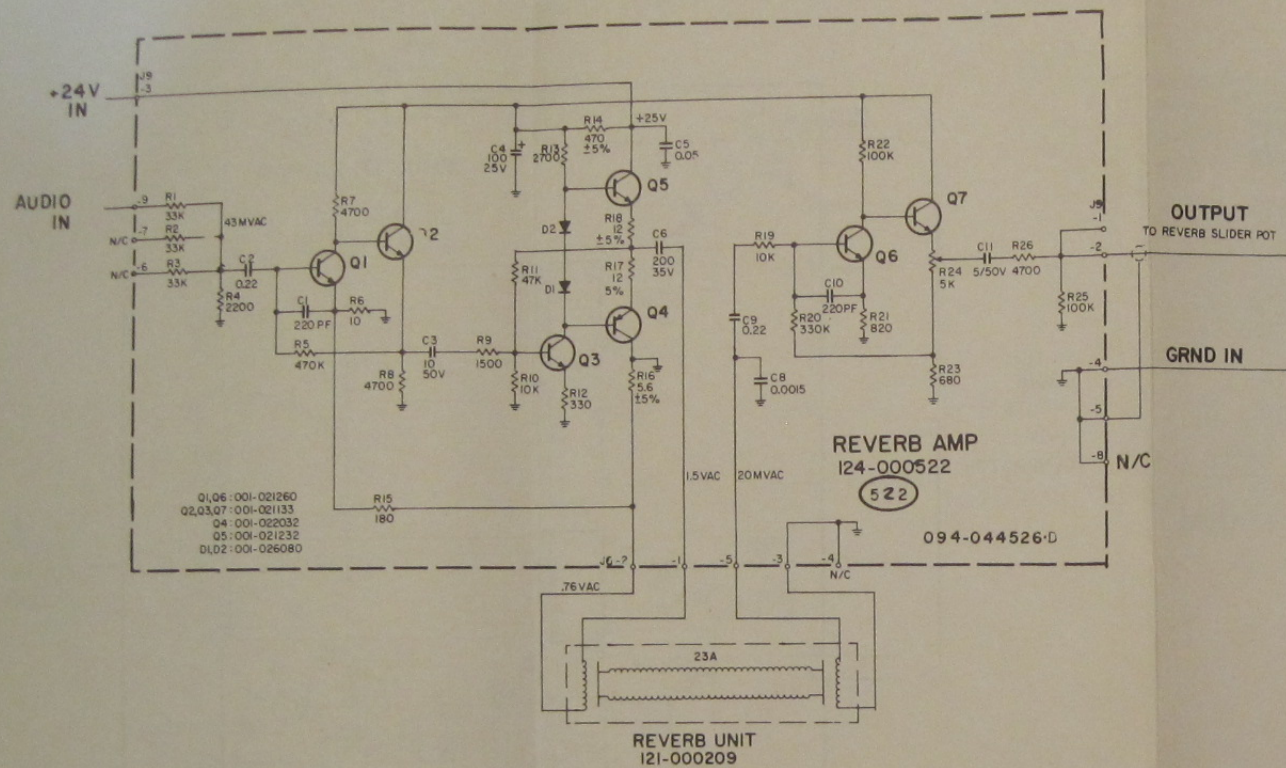 +24V
IN
J9
-3
AUDIO
IN
-9
R1
33K
N/C
-7
R2
33K
N/C
-6
R3
33K
43MVAC
C2
0.22
R4
2200
R7
4700
Q1
C1
220PF
R6
10
R5
470K
R8
4700
C3
10
50V
R9
1500
R10
10K
R11
47K
Q3
R12
330
C4
100
25V
+
R13
2700
R14
470
±5%
+25V
C5
0.05
Q5
D2
D1
R18
12
±5%
C6
200
35V
R17
12
5%
Q4
R16
5.6
±5%
R15
180
1.5VAC
20MVAC
R19
10K
C9
0.22
C8
0.0015
R22
100K
Q6
Q7
C10
220PF
R20
330K
R21
820
R24
5K
R23
680
C11
5/50V
R26
4700
R25
100K
J9
-1
-2
OUTPUT
TO REVERB SLIDER POT
-4
GRND IN
-5
-8
N/C
REVERB AMP
124-000522
522
094-044526-D
Q1,Q6:001-021260
Q2,Q3,Q7:001-021133
Q4:001-022032
Q5:001-021232
D1,D2:001-026080
-1
-5
-3
-4
N/C
.76VAC
23A
REVERB UNIT
121-000209